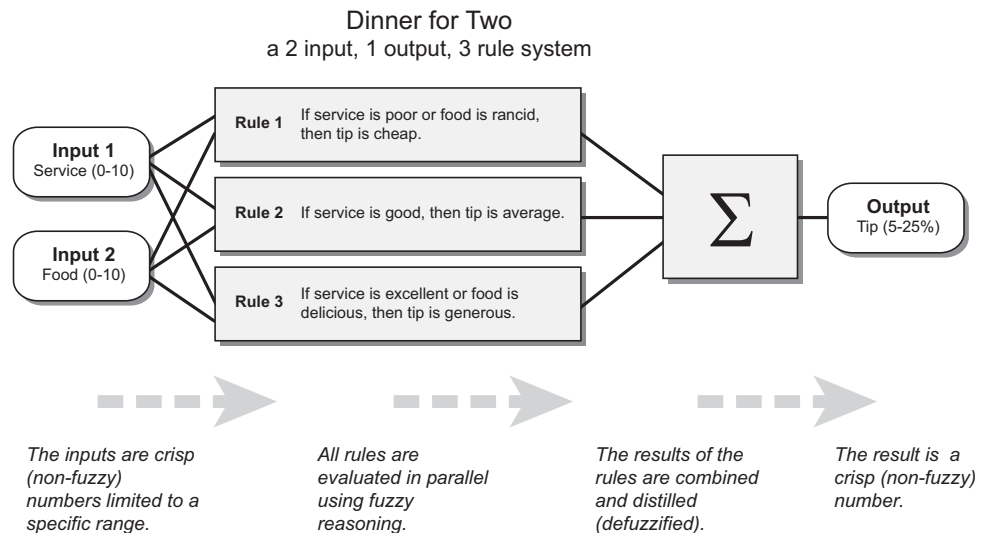 Dinner for Two
a 2 input, 1 output, 3 rule system
Input 1
Service (0-10)
Input 2
Food (0-10)
Rule 1
If service is poor or food is rancid,
then tip is cheap.
Rule 2
If service is good, then tip is average.
Rule 3
If service is excellent or food is
delicious, then tip is generous.
Σ
Output
Tip (5-25%)
The inputs are crisp
(non-fuzzy)
numbers limited to a
specific range.
All rules are
evaluated in parallel
using fuzzy
reasoning.
The results of the
rules are combined
and distilled
(defuzzified).
The result is a
crisp (non-fuzzy)
number.